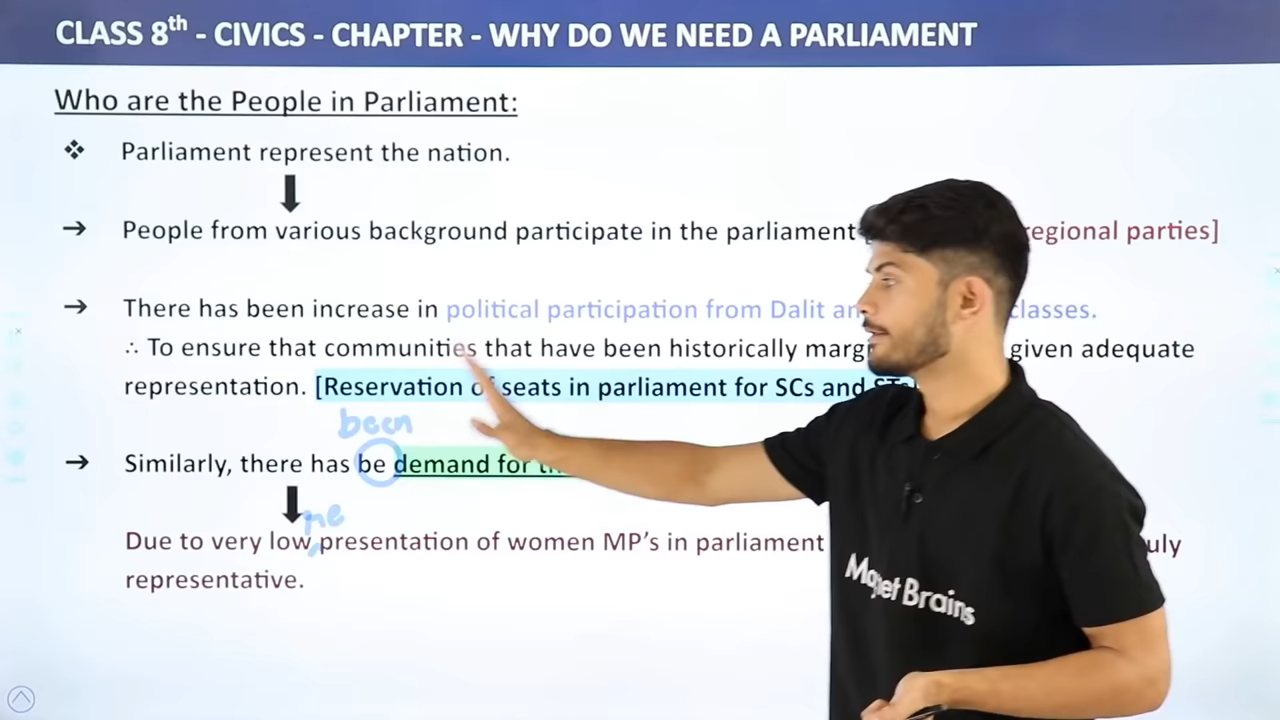 CLASS 8th - CIVICS - CHAPTER - WHY DO WE NEED A PARLIAMENT
Who are the People in Parliament:
❖ Parliament represent the nation.
→ People from various background participate in the parliament regional parties]
→ There has been increase in political participation from Dalit classes.
∴ To ensure that communities that have been historically given adequate
representation. [Reservation of seats in parliament for SCs and
been
→ Similarly, there has be demand for
re
Due to very low presentation of women MP's in parliament
representative.
Magnet Brains